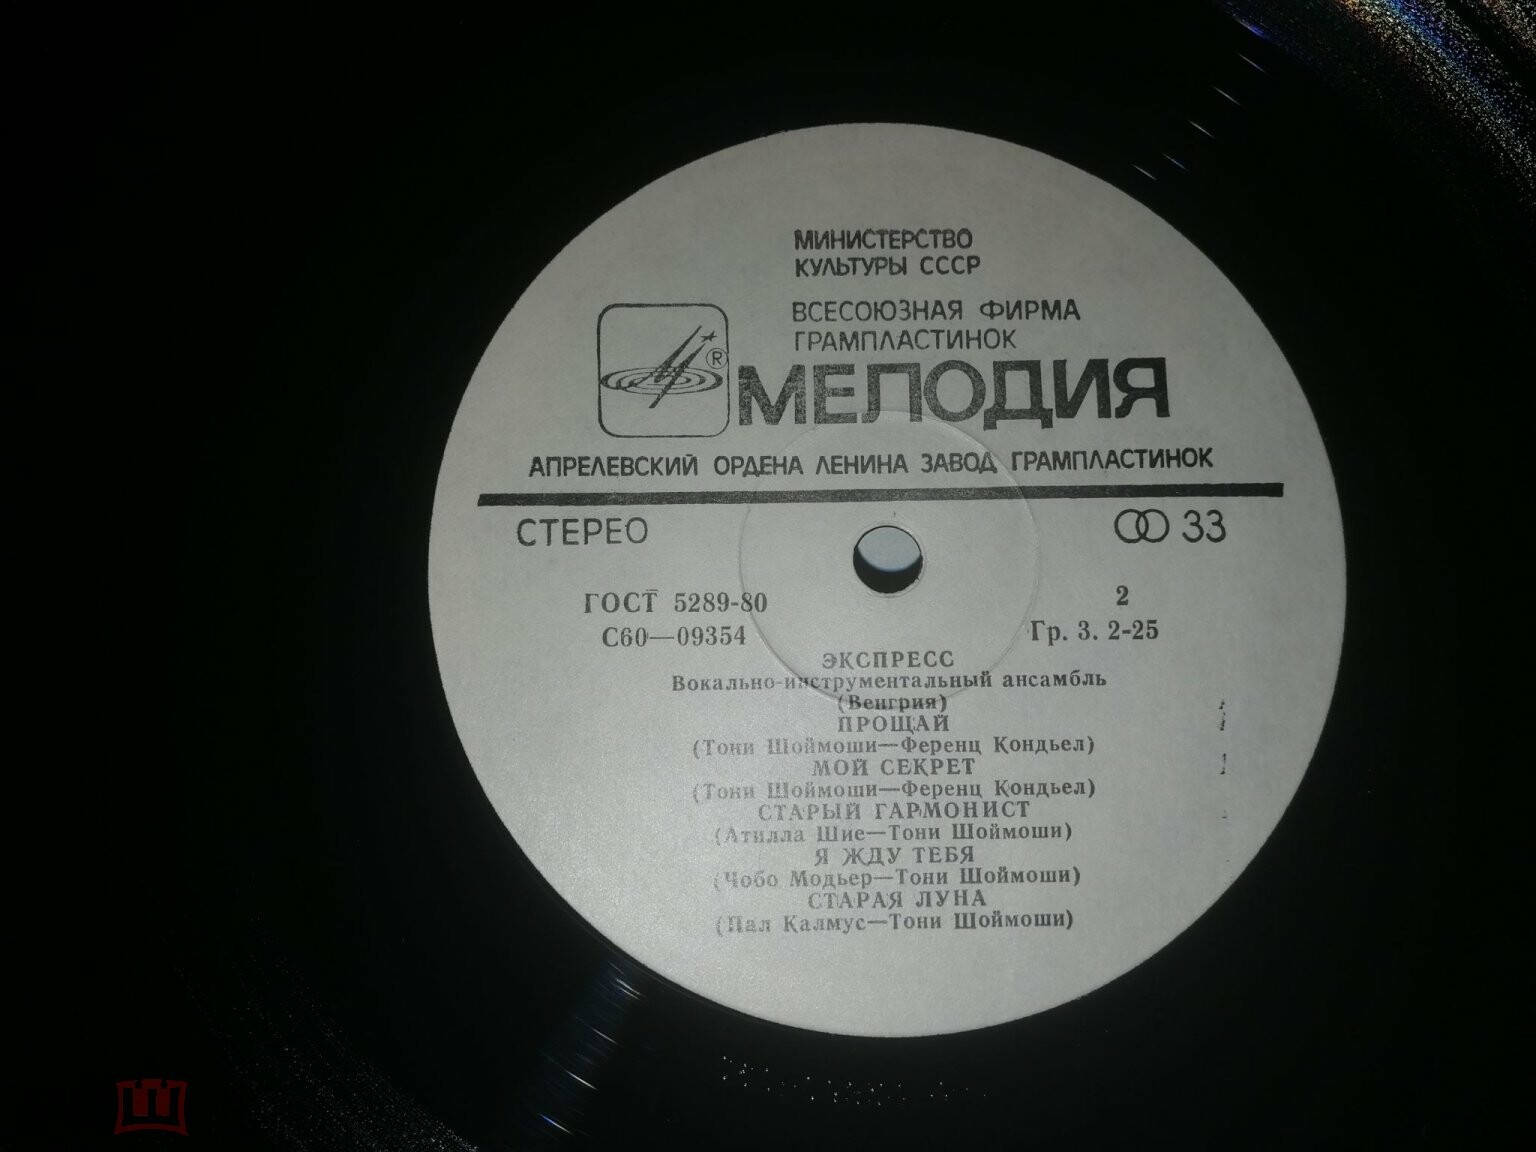 МИНИСТЕРСТВО
КУЛЬТУРЫ СССР
ВСЕСОЮЗНАЯ ФИРМА
ГРАМПЛАСТИНОК
®
МЕЛОДИЯ
АПРЕЛЕВСКИЙ ОРДЕНА ЛЕНИНА ЗАВОД ГРАМПЛАСТИНОК
СТЕРЕО
33
ГОСТ 5289-80
2
С60—09354
Гр. 3. 2-25
ЭКСПРЕСС
Вокально-инструментальный ансамбль
(Венгрия)
ПРОЩАЙ
(Тони Шоймоши—Ференц Кондьел)
МОЙ СЕКРЕТ
(Тони Шоймоши—Ференц Кондьел)
СТАРЫЙ ГАРМОНИСТ
(Атилла Шие—Тони Шоймоши)
Я ЖДУ ТЕБЯ
(Чобо Модьер—Тони Шоймоши)
СТАРАЯ ЛУНА
(Пал Калмус—Тони Шоймоши)